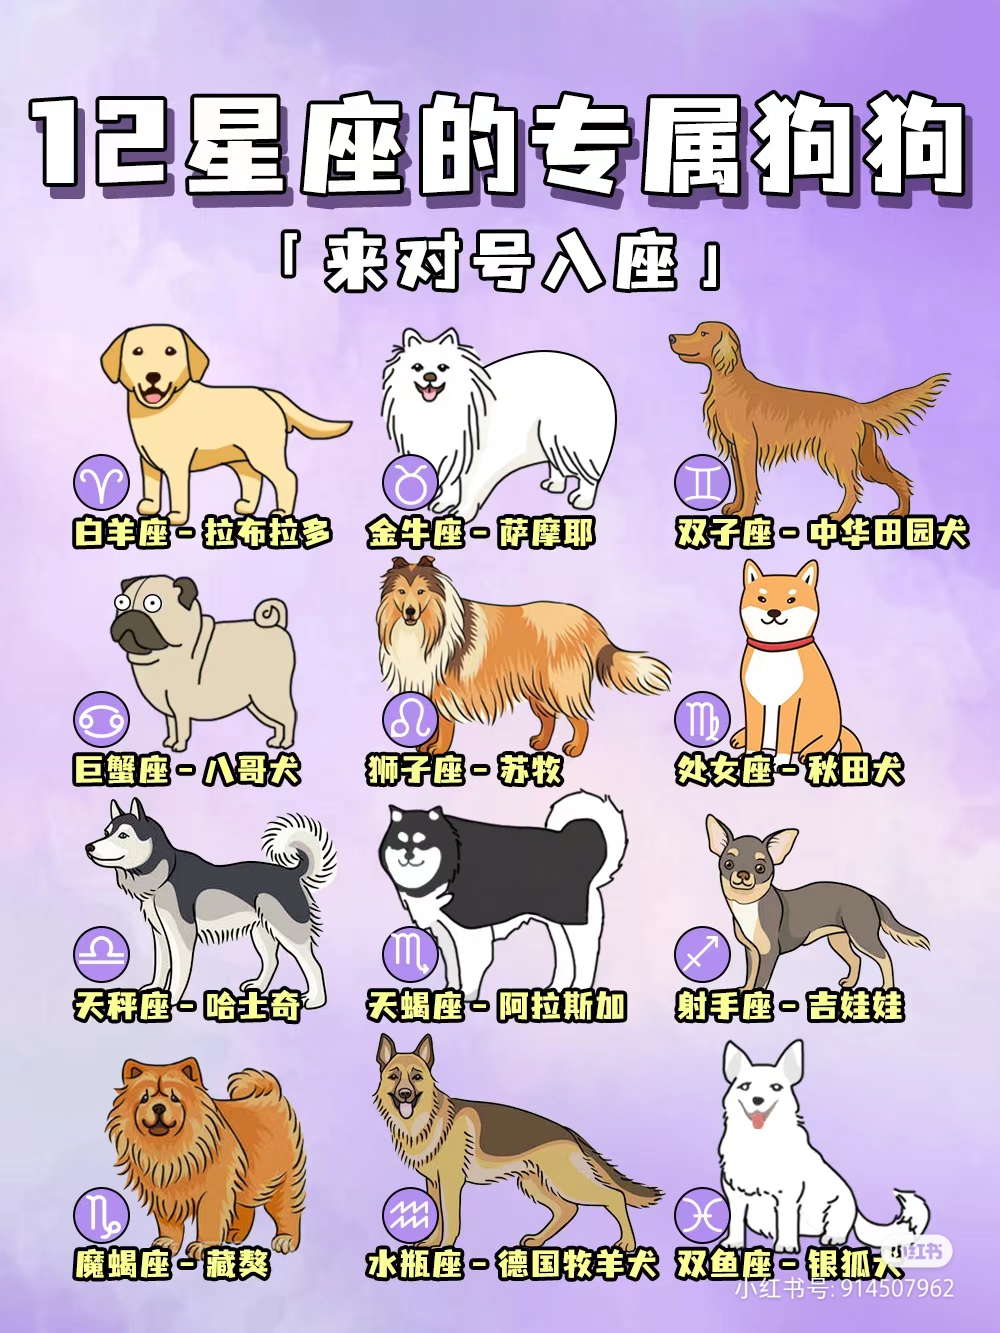 12星座的专属狗狗
「来对号入座」
白羊座-拉布拉多
金牛座-萨摩耶
双子座-中华田园犬
巨蟹座-八哥犬
狮子座-苏牧
处女座-秋田犬
天秤座-哈士奇
天蝎座-阿拉斯加
射手座-吉娃娃
魔蝎座-藏獒
水瓶座-德国牧羊犬
双鱼座-银狐犬
小红书
小红书号: 914507962